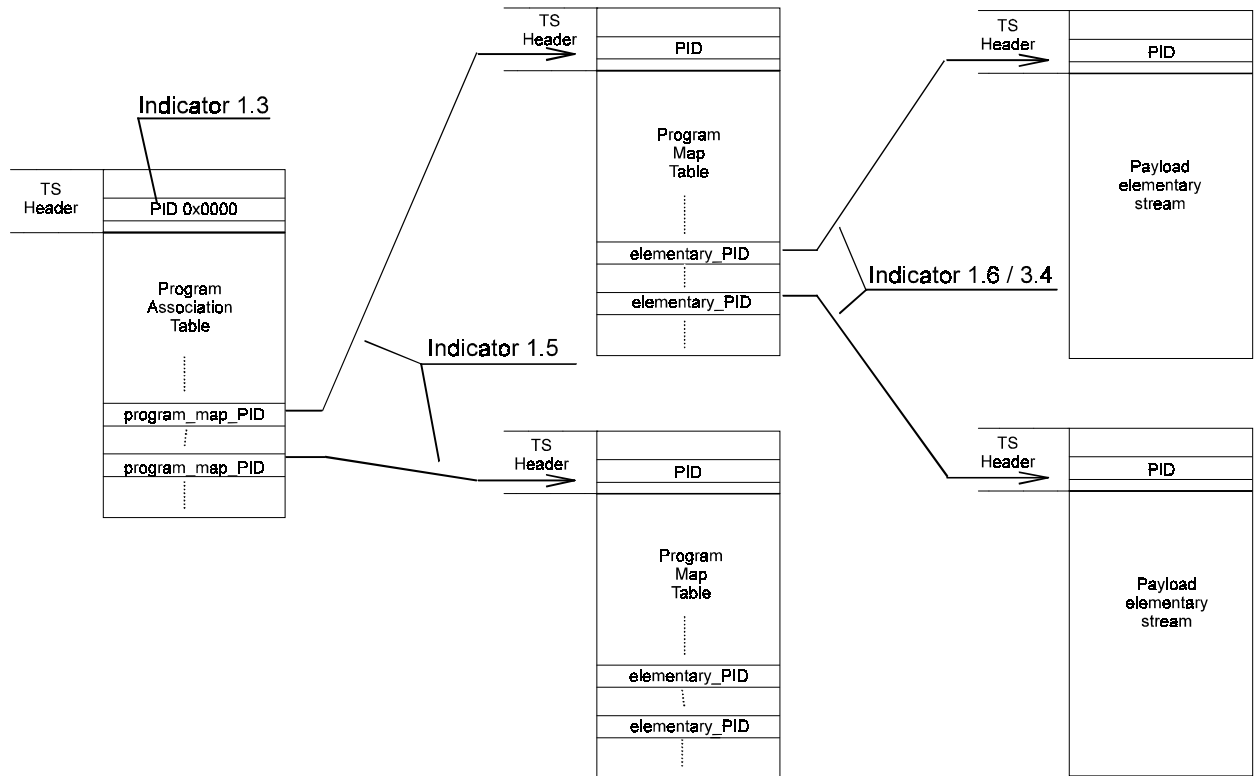 Indicator 1.3
TS
Header
PID 0x0000
Program
Association
Table
program_map_PID
program_map_PID
Indicator 1.5
TS
Header
PID
Program
Map
Table
elementary_PID
elementary_PID
TS
Header
PID
Program
Map
Table
elementary_PID
elementary_PID
Indicator 1.6 / 3.4
TS
Header
PID
Payload
elementary
stream
TS
Header
PID
Payload
elementary
stream